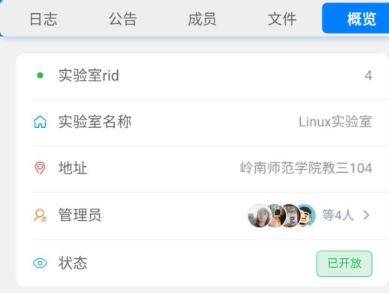 日志 公告 成员 文件 概览
实验室rid 4
实验室名称 Linux实验室
地址 岭南师范学院教三104
管理员 等4人
状态 已开放